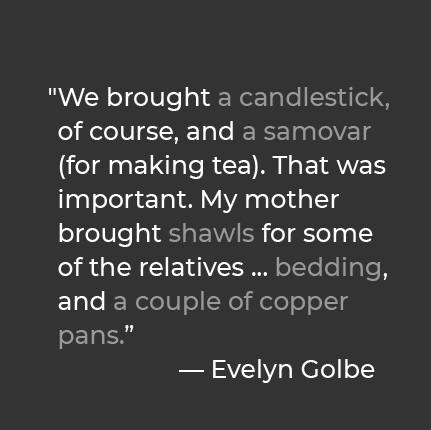 "We brought a candlestick,
of course, and a samovar
(for making tea). That was
important. My mother
brought shawls for some
of the relatives ... bedding,
and a couple of copper
pans.”
— Evelyn Golbe